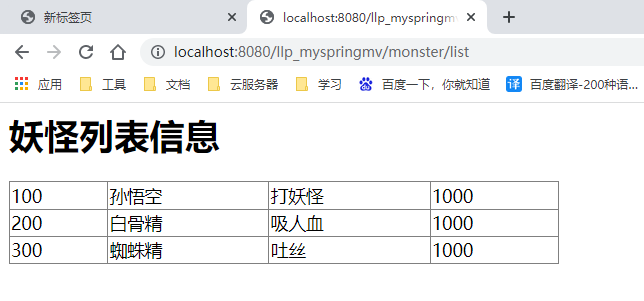 新标签页
localhost:8080/llp_myspringmv
localhost:8080/llp_myspringmv/monster/list
应用 工具 文档 云服务器 学习 百度一下,你就知道 译 百度翻译-200种语...
妖怪列表信息
100 孙悟空 打妖怪 1000
200 白骨精 吸人血 1000
300 蜘蛛精 吐丝 1000